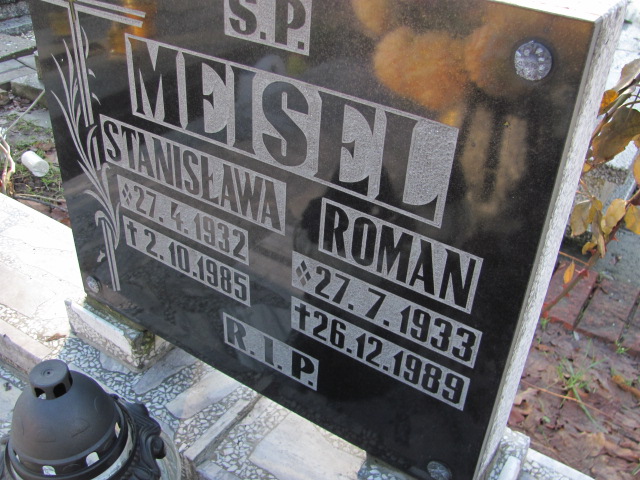 S.P.
MEISEL
STANISŁAWA
27.4.1932
† 2.10.1985
ROMAN
27.7.1933
†26.12.1989
R.I.P.